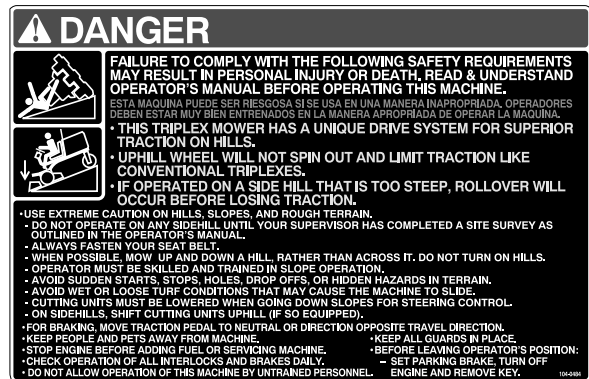 DANGER
FAILURE TO COMPLY WITH THE FOLLOWING SAFETY REQUIREMENTS
MAY RESULT IN PERSONAL INJURY OR DEATH. READ & UNDERSTAND
OPERATOR'S MANUAL BEFORE OPERATING THIS MACHINE.
ESTA MAQUINA PUEDE SER RIESGOSA SI SE USA EN UNA MANERA INAPROPRIADA. OPERADORES
DEBEN ESTAR MUY BIEN ENTRENADOS EN LA MANERA APROPRIADA DE OPERAR LA MAQUINA.
• THIS TRIPLEX MOWER HAS A UNIQUE DRIVE SYSTEM FOR SUPERIOR
TRACTION ON HILLS.
• UPHILL WHEEL WILL NOT SPIN OUT AND LIMIT TRACTION LIKE
CONVENTIONAL TRIPLEXES.
• IF OPERATED ON A SIDE HILL THAT IS TOO STEEP, ROLLOVER WILL
OCCUR BEFORE LOSING TRACTION.
• USE EXTREME CAUTION ON HILLS, SLOPES, AND ROUGH TERRAIN.
- DO NOT OPERATE ON ANY SIDEHILL UNTIL YOUR SUPERVISOR HAS COMPLETED A SITE SURVEY AS
OUTLINED IN THE OPERATOR'S MANUAL.
- ALWAYS FASTEN YOUR SEAT BELT.
- WHEN POSSIBLE, MOW UP AND DOWN A HILL, RATHER THAN ACROSS IT. DO NOT TURN ON HILLS.
- OPERATOR MUST BE SKILLED AND TRAINED IN SLOPE OPERATION.
- AVOID SUDDEN STARTS, STOPS, HOLES, DROP OFFS, OR HIDDEN HAZARDS IN TERRAIN.
- AVOID WET OR LOOSE TURF CONDITIONS THAT MAY CAUSE THE MACHINE TO SLIDE.
- CUTTING UNITS MUST BE LOWERED WHEN GOING DOWN SLOPES FOR STEERING CONTROL.
- ON SIDEHILLS, SHIFT CUTTING UNITS UPHILL (IF SO EQUIPPED).
• FOR BRAKING, MOVE TRACTION PEDAL TO NEUTRAL OR DIRECTION OPPOSITE TRAVEL DIRECTION.
• KEEP PEOPLE AND PETS AWAY FROM MACHINE.
• STOP ENGINE BEFORE ADDING FUEL OR SERVICING MACHINE.
• CHECK OPERATION OF ALL INTERLOCKS AND BRAKES DAILY.
• DO NOT ALLOW OPERATION OF THIS MACHINE BY UNTRAINED PERSONNEL.
• KEEP ALL GUARDS IN PLACE.
• BEFORE LEAVING OPERATOR'S POSITION:
– SET PARKING BRAKE, TURN OFF
ENGINE AND REMOVE KEY.
104-0484